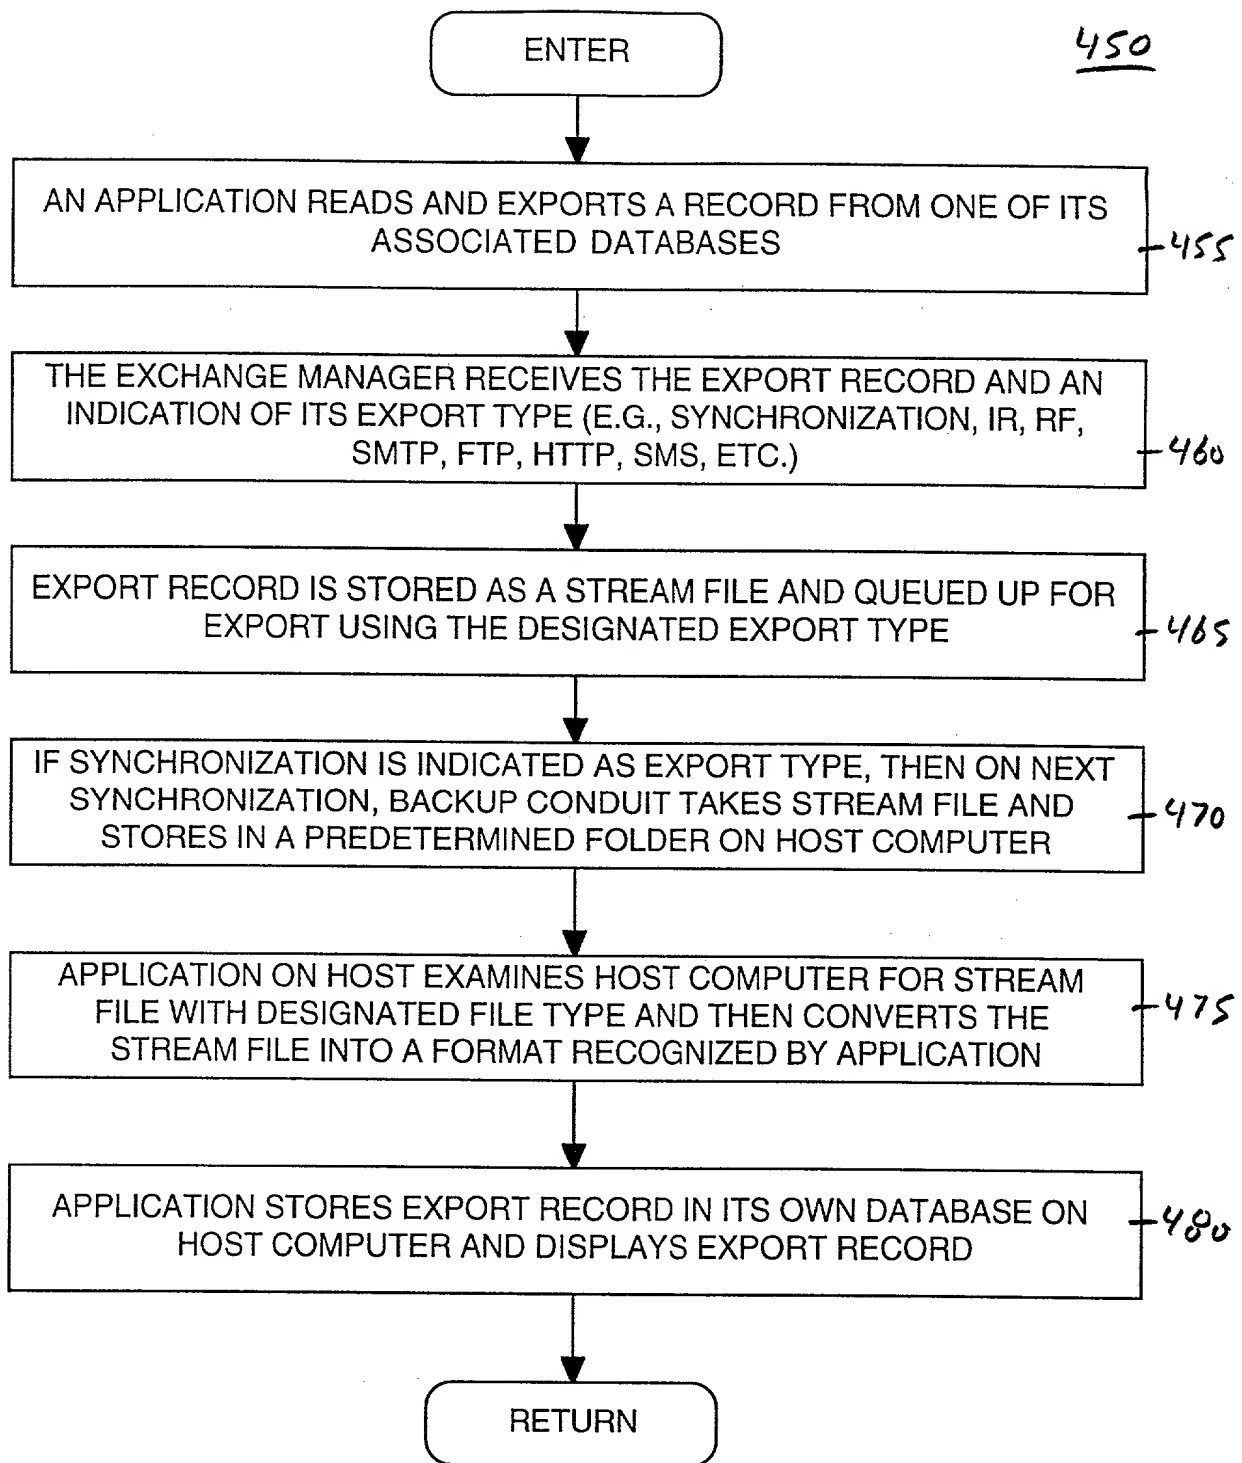 ENTER
450
AN APPLICATION READS AND EXPORTS A RECORD FROM ONE OF ITS
ASSOCIATED DATABASES
455
THE EXCHANGE MANAGER RECEIVES THE EXPORT RECORD AND AN
INDICATION OF ITS EXPORT TYPE (E.G., SYNCHRONIZATION, IR, RF,
SMTP, FTP, HTTP, SMS, ETC.)
460
EXPORT RECORD IS STORED AS A STREAM FILE AND QUEUED UP FOR
EXPORT USING THE DESIGNATED EXPORT TYPE
465
IF SYNCHRONIZATION IS INDICATED AS EXPORT TYPE, THEN ON NEXT
SYNCHRONIZATION, BACKUP CONDUIT TAKES STREAM FILE AND
STORES IN A PREDETERMINED FOLDER ON HOST COMPUTER
470
APPLICATION ON HOST EXAMINES HOST COMPUTER FOR STREAM
FILE WITH DESIGNATED FILE TYPE AND THEN CONVERTS THE
STREAM FILE INTO A FORMAT RECOGNIZED BY APPLICATION
475
APPLICATION STORES EXPORT RECORD IN ITS OWN DATABASE ON
HOST COMPUTER AND DISPLAYS EXPORT RECORD
480
RETURN